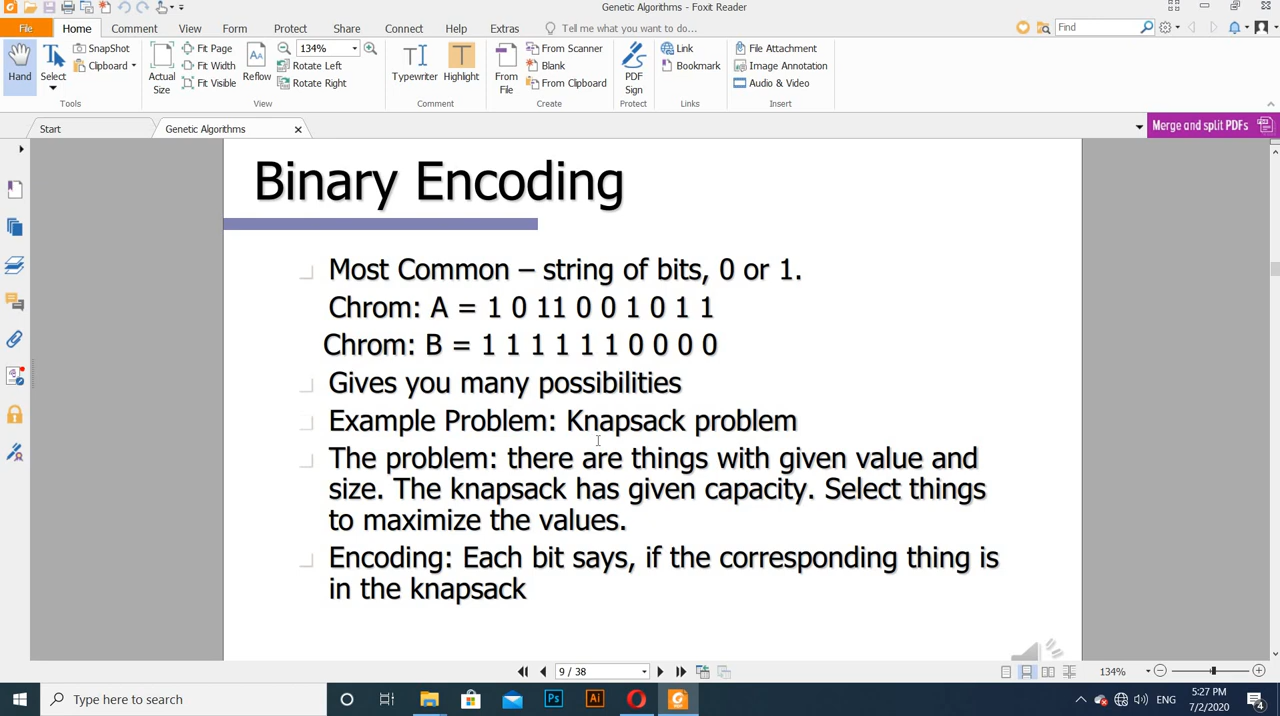 Genetic Algorithms - Foxit Reader
File Home Comment View Form Protect Share Connect Help Extras Tell me what you want to do... Find
Hand
Select
SnapShot
Clipboard
Tools
Actual Size
Fit Page
Fit Width
Fit Visible
Reflow
134%
Rotate Left
Rotate Right
View
Typewriter
Highlight
Comment
From File
From Scanner
Blank
From Clipboard
Create
PDF Sign
Protect
Link
Bookmark
Links
File Attachment
Image Annotation
Audio & Video
Insert
Start Genetic Algorithms Merge and split PDFs
Binary Encoding
Most Common – string of bits, 0 or 1.
Chrom: A = 1 0 11 0 0 1 0 1 1
Chrom: B = 1 1 1 1 1 1 0 0 0 0
Gives you many possibilities
Example Problem: Knapsack problem
The problem: there are things with given value and
size. The knapsack has given capacity. Select things
to maximize the values.
Encoding: Each bit says, if the corresponding thing is
in the knapsack
9 / 38 134%
Type here to search Ps Ai ENG 5:27 PM
7/2/2020 4